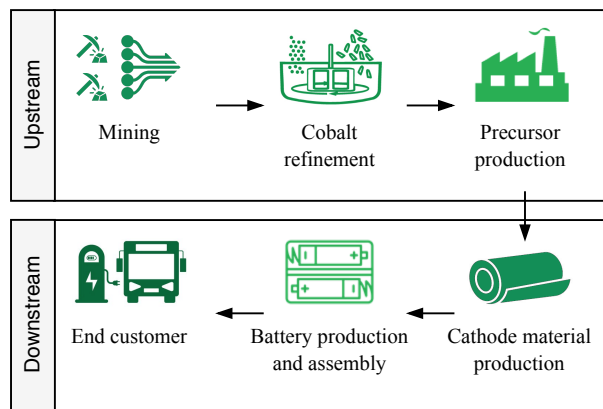 Upstream
Mining
Cobalt
refinement
Precursor
production
Downstream
End customer
Battery production
and assembly
Cathode material
production